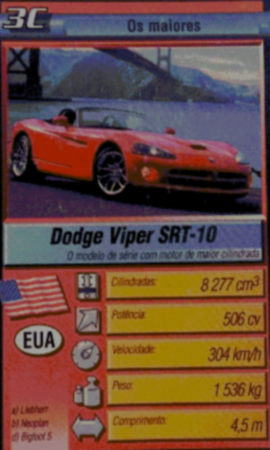 3C
Os maiores
Dodge Viper SRT-10
O modelo de série com motor de maior cilindrada
Cilindradas: 8 277 cm³
Potência: 506 cv
EUA
Velocidade: 304 km/h
Peso: 1 536 kg
a) Liebherr
b) Neoplan
d) Bigfoot 5
Comprimento: 4,5 m